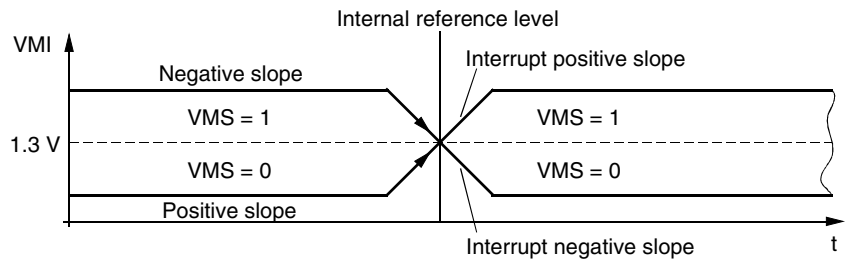 Internal reference level
VMI
Negative slope
Interrupt positive slope
VMS = 1
VMS = 1
1.3 V
VMS = 0
VMS = 0
Positive slope
Interrupt negative slope
t